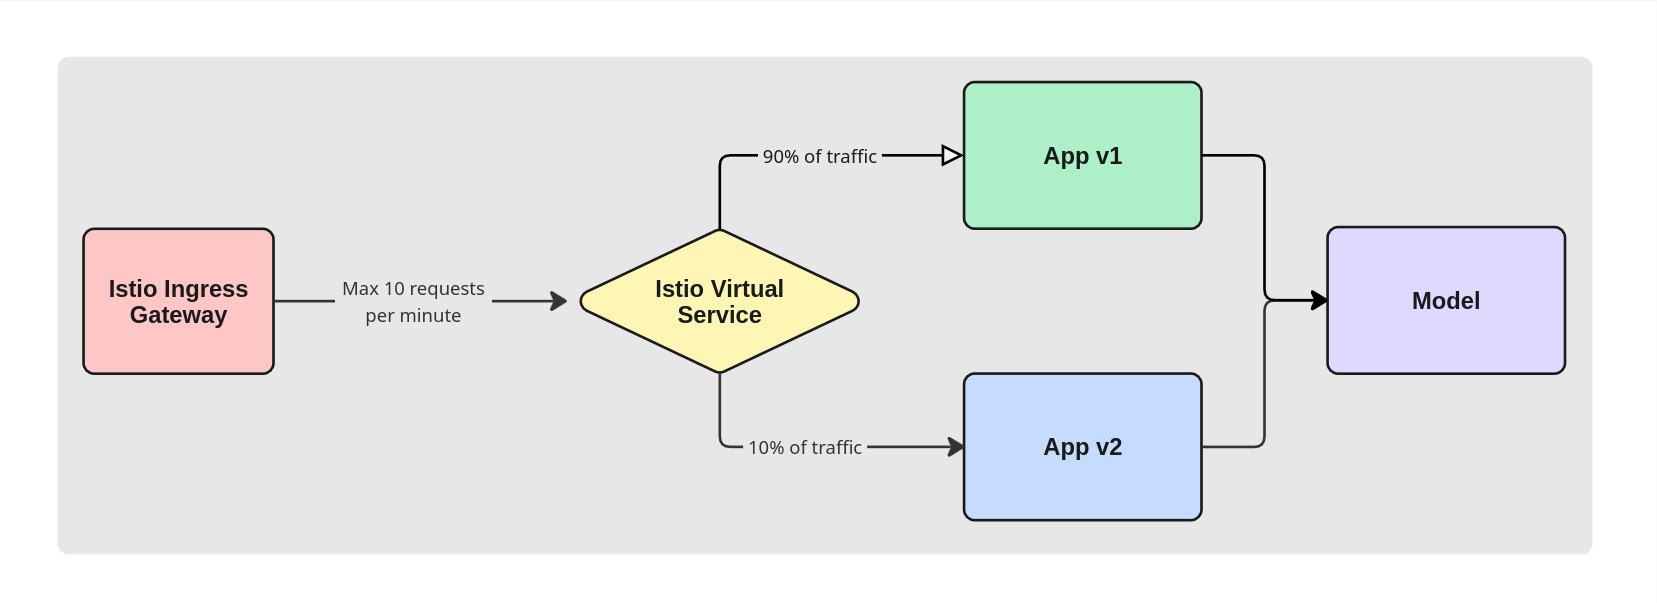 Istio Ingress
Gateway
Max 10 requests
per minute
Istio Virtual
Service
90% of traffic
App v1
10% of traffic
App v2
Model